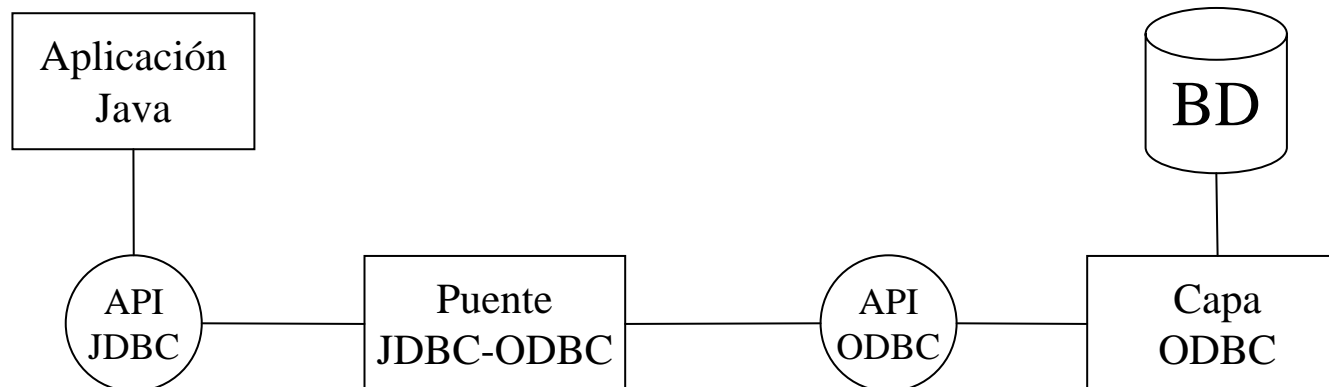 Aplicación
Java
BD
API
JDBC
Puente
JDBC-ODBC
API
ODBC
Capa
ODBC